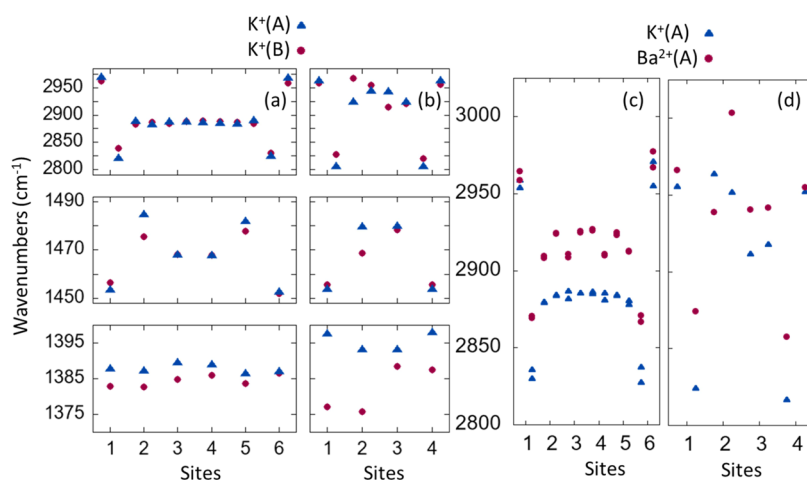 K+(A)
K+(B)
K+(A)
Ba2+(A)
(a)
(b)
(c)
(d)
Wavenumbers (cm-1)
2950
2900
2850
2800
1490
1470
1450
1395
1385
1375
3000
2950
2900
2850
2800
1 2 3 4 5 6
1 2 3 4
1 2 3 4 5 6
1 2 3 4
Sites
Sites
Sites
Sites